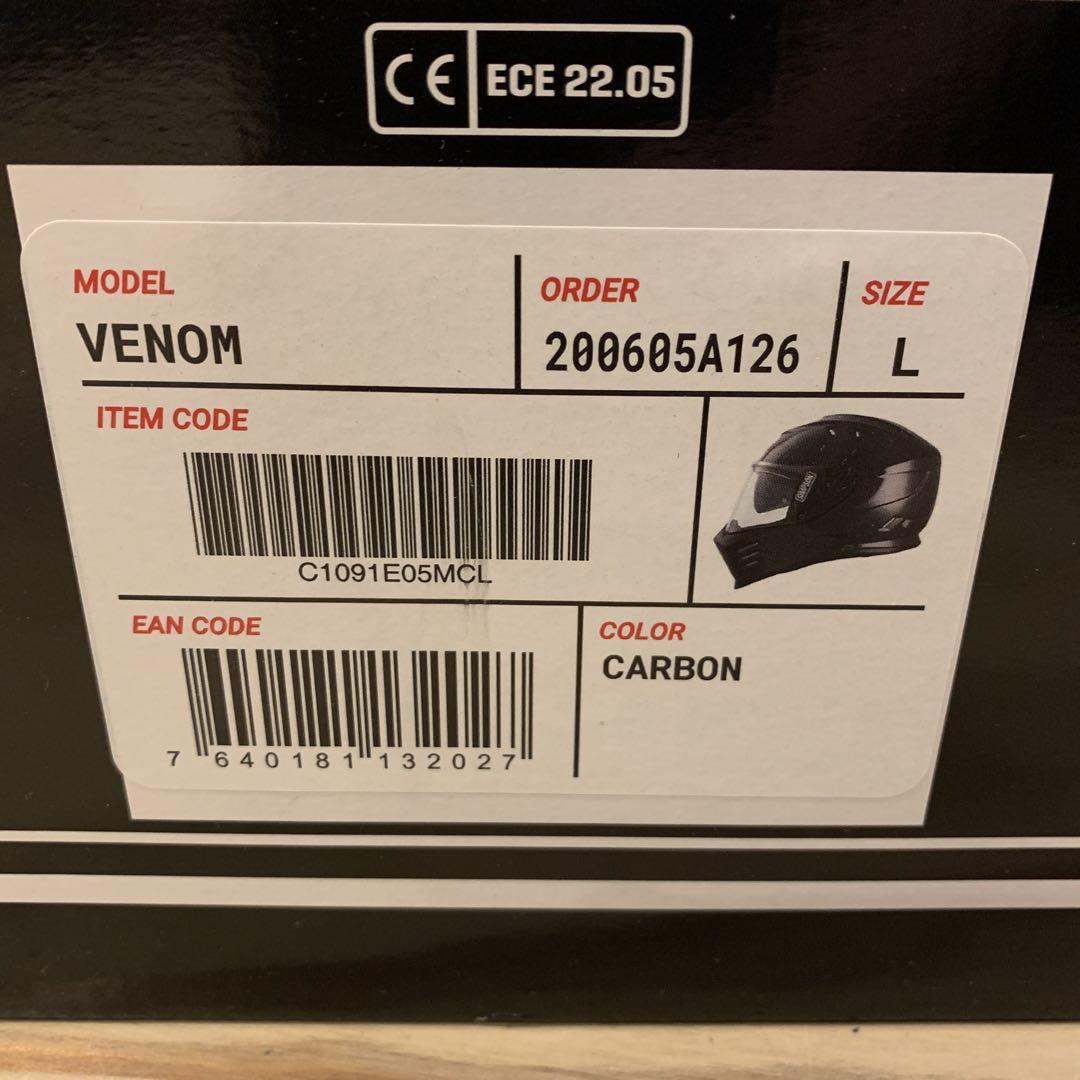 CE ECE 22.05
MODEL
VENOM
ORDER
200605A126
SIZE
L
ITEM CODE
C1091E05MCL
SIMPSON
EAN CODE
7 640181 132027
COLOR
CARBON